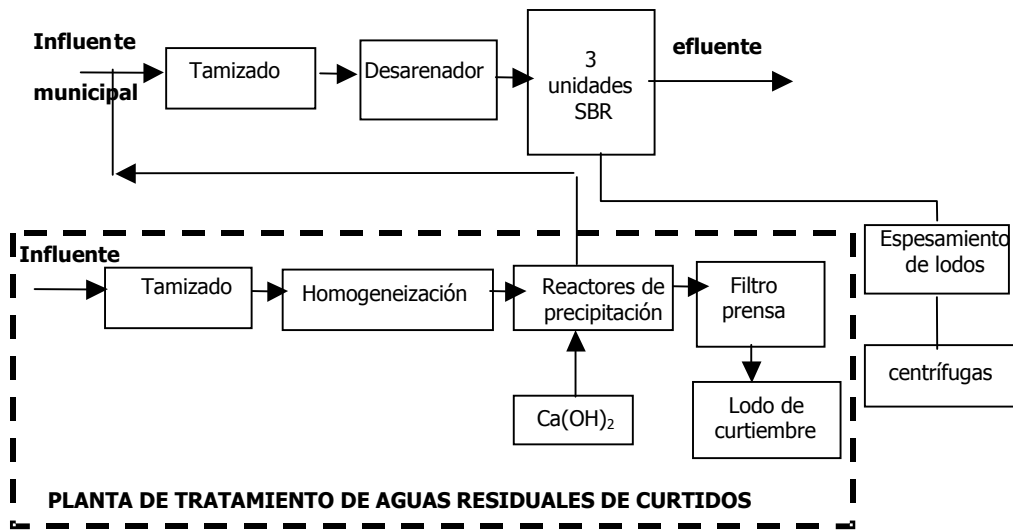 Influente
municipal
Tamizado
Desarenador
3
unidades
SBR
efluente
Espesamiento
de lodos
centrífugas
Influente
Tamizado
Homogeneización
Reactores de
precipitación
Filtro
prensa
Ca(OH)₂
Lodo de
curtiembre
PLANTA DE TRATAMIENTO DE AGUAS RESIDUALES DE CURTIDOS